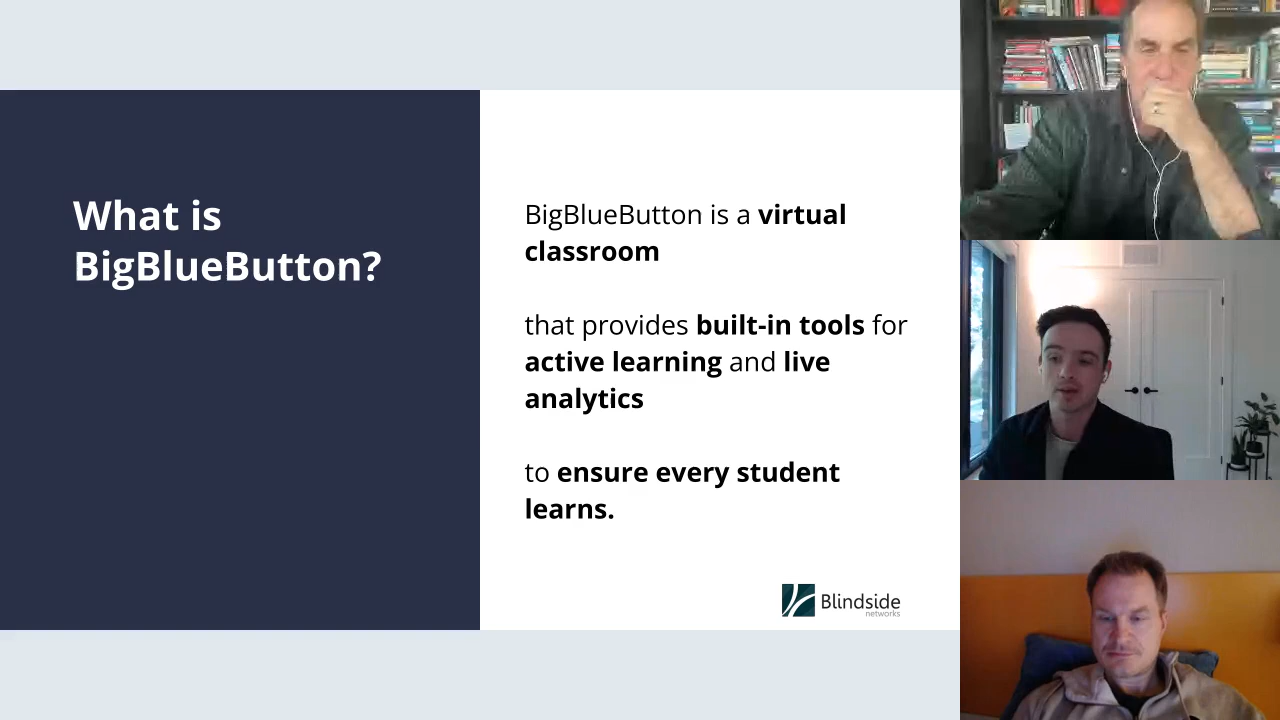 What is
BigBlueButton?
BigBlueButton is a virtual
classroom
that provides built-in tools for
active learning and live
analytics
to ensure every student
learns.
Blindside
networks